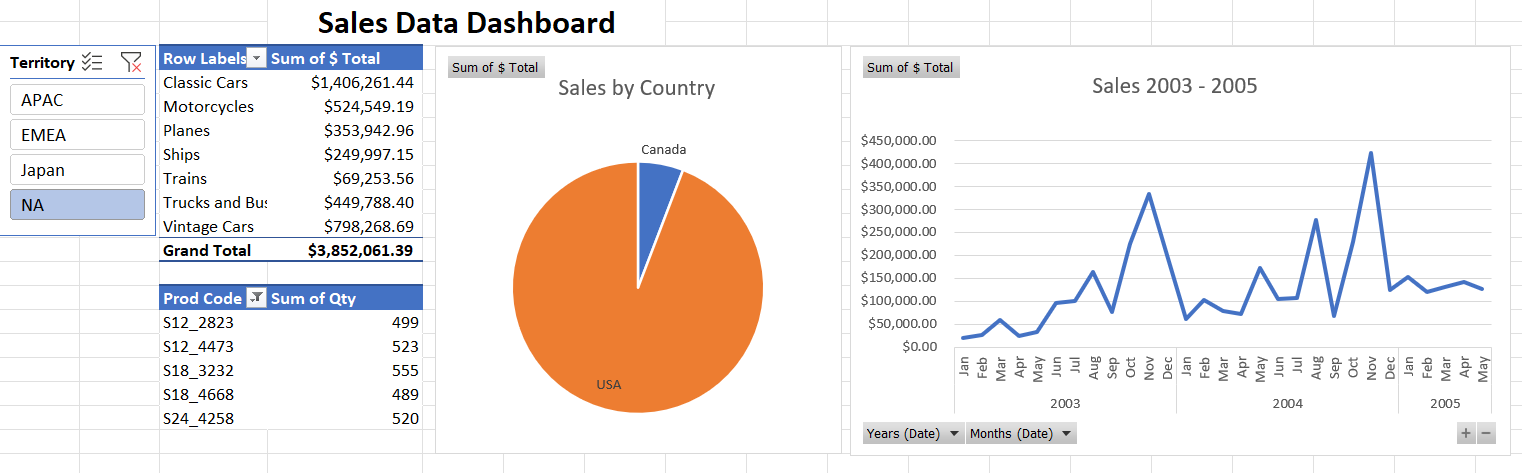 Sales Data Dashboard
Territory
APAC
EMEA
Japan
NA
Row Labels Sum of $ Total
Classic Cars $1,406,261.44
Motorcycles $524,549.19
Planes $353,942.96
Ships $249,997.15
Trains $69,253.56
Trucks and Bus $449,788.40
Vintage Cars $798,268.69
Grand Total $3,852,061.39
Prod Code Sum of Qty
S12_2823 499
S12_4473 523
S18_3232 555
S18_4668 489
S24_4258 520
Sum of $ Total
Sales by Country
Canada
USA
Sum of $ Total
Sales 2003 - 2005
$450,000.00
$400,000.00
$350,000.00
$300,000.00
$250,000.00
$200,000.00
$150,000.00
$100,000.00
$50,000.00
$0.00
Jan Feb Mar Apr May Jun Jul Aug Sep Oct Nov Dec Jan Feb Mar Apr May Jun Jul Aug Sep Oct Nov Dec Jan Feb Mar Apr May
2003 2004 2005
Years (Date) Months (Date) + −